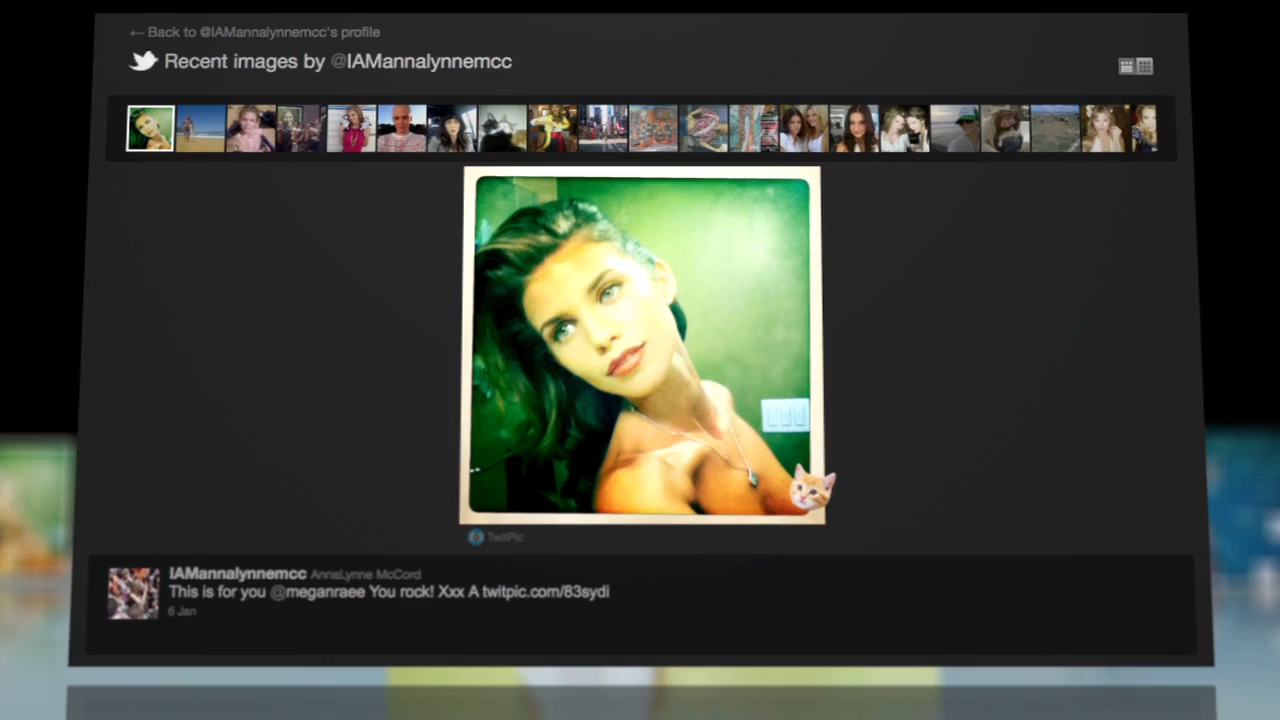 ← Back to @IAMannalynnemcc's profile
Recent images by @IAMannalynnemcc
TwitPic
IAMannalynnemcc AnnaLynne McCord
This is for you @meganraee You rock! Xxx A twitpic.com/83sydi
6 Jan